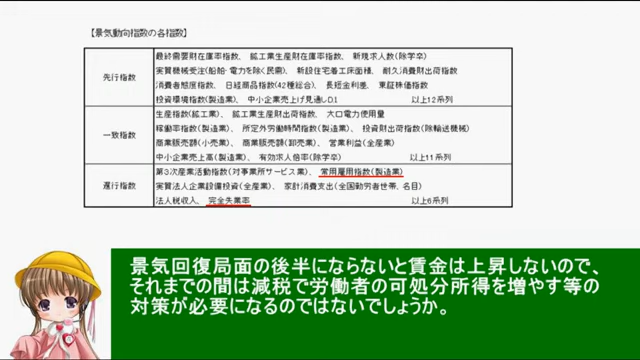 【景気動向指数の各指数】
先行指数
最終需要財在庫率指数、 鉱工業生産財在庫率指数、 新規求人数(除学卒)
実質機械受注(船舶・電力を除く民需)、 新設住宅着工床面積、 耐久消費財出荷指数
消費者態度指数、 日経商品指数(42種総合)、 長短金利差、 東証株価指数
投資環境指数(製造業)、 中小企業売上げ見通しD.I 以上12系列
一致指数
生産指数(鉱工業)、 鉱工業生産財出荷指数、 大口電力使用量
稼働率指数(製造業)、 所定外労働時間指数(製造業)、 投資財出荷指数(除輸送機械)
商業販売額(小売業)、 商業販売額(卸売業)、 営業利益(全産業)
中小企業売上高(製造業)、 有効求人倍率(除学卒) 以上11系列
遅行指数
第3次産業活動指数(対事業所サービス業)、 常用雇用指数(製造業)
実質法人企業設備投資(全産業)、 家計消費支出(全国勤労者世帯、名目)
法人税収入、 完全失業率 以上6系列
景気回復局面の後半にならないと賃金は上昇しないので、
それまでの間は減税で労働者の可処分所得を増やす等の
対策が必要になるのではないでしょうか。